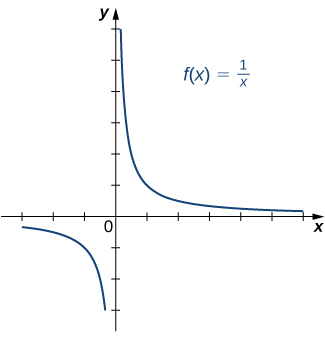 y
f(x) = 1/x
0
x